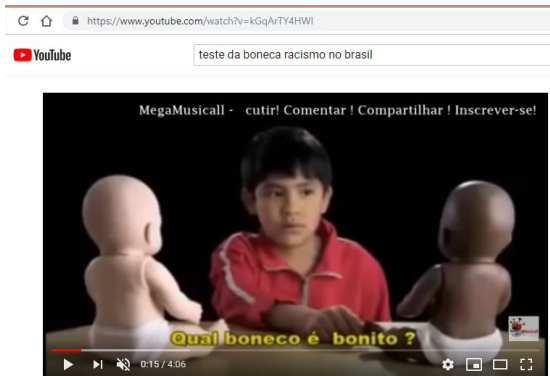 https://www.youtube.com/watch?v=kGqArTY4HWI
YouTube
teste da boneca racismo no brasil
MegaMusicall - cutir! Comentar ! Compartilhar ! Inscrever-se!
Qual boneco é bonito ?
0:15 / 4:06